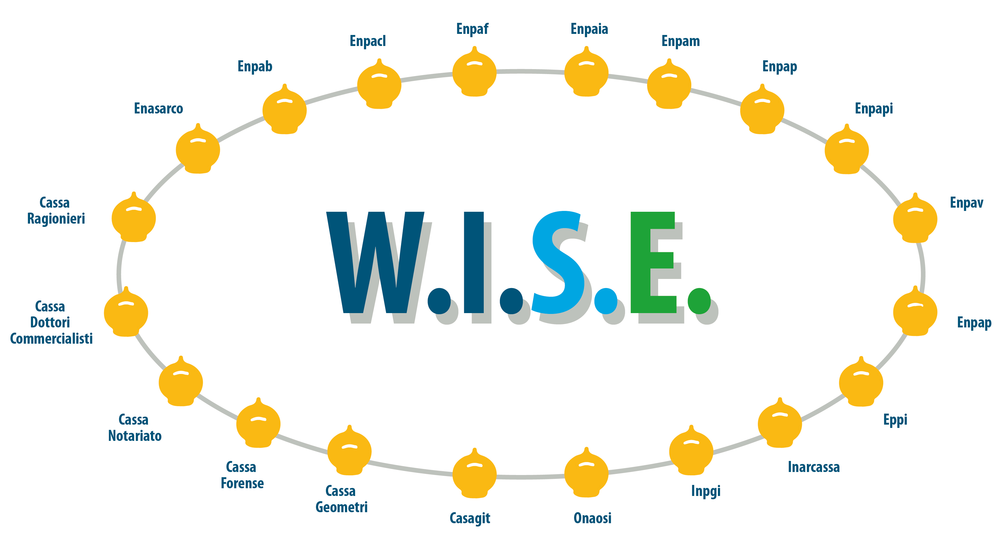 Enpaf
Enpaia
Enpacl
Enpam
Enpab
Enpap
Enasarco
Enpapi
Cassa
Ragionieri
Enpav
W.I.S.E.
Cassa
Dottori
Commercialisti
Enpap
Cassa
Notariato
Eppi
Cassa
Forense
Inarcassa
Cassa
Geometri
Inpgi
Casagit
Onaosi